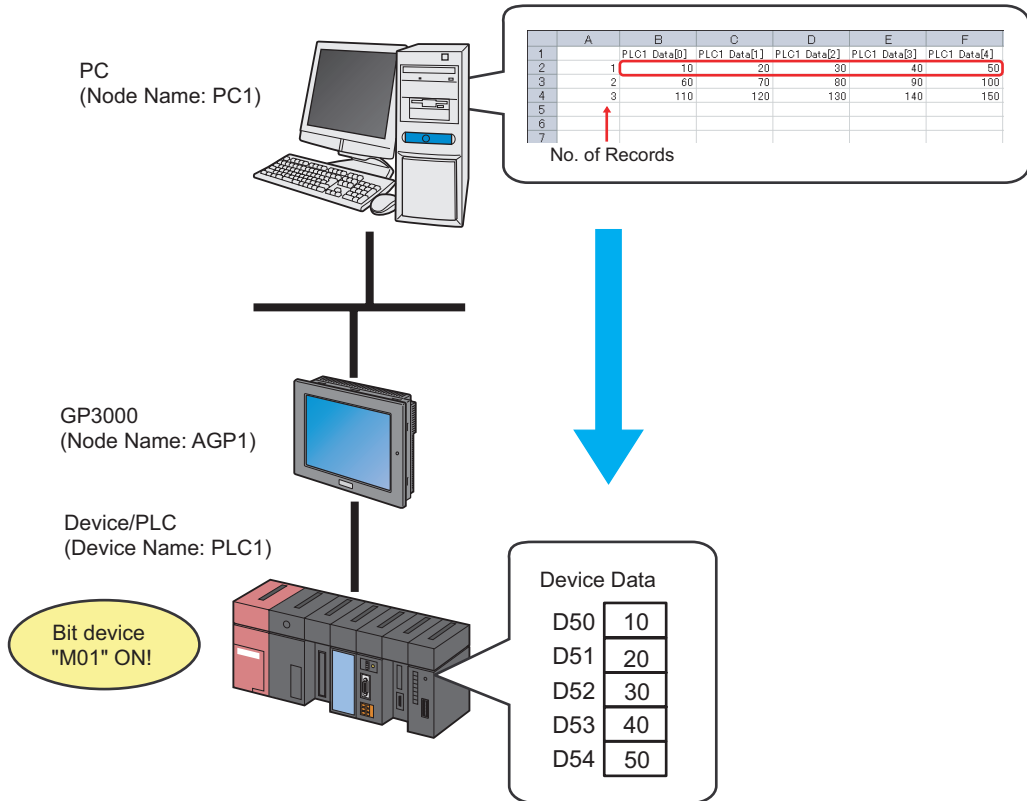 PC
(Node Name: PC1)
A B C D E F
1 PLC1 Data[0] PLC1 Data[1] PLC1 Data[2] PLC1 Data[3] PLC1 Data[4]
2 1 10 20 30 40 50
3 2 60 70 80 90 100
4 3 110 120 130 140 150
5
6
7
No. of Records
GP3000
(Node Name: AGP1)
Device/PLC
(Device Name: PLC1)
Bit device
"M01" ON!
Device Data
D50 10
D51 20
D52 30
D53 40
D54 50